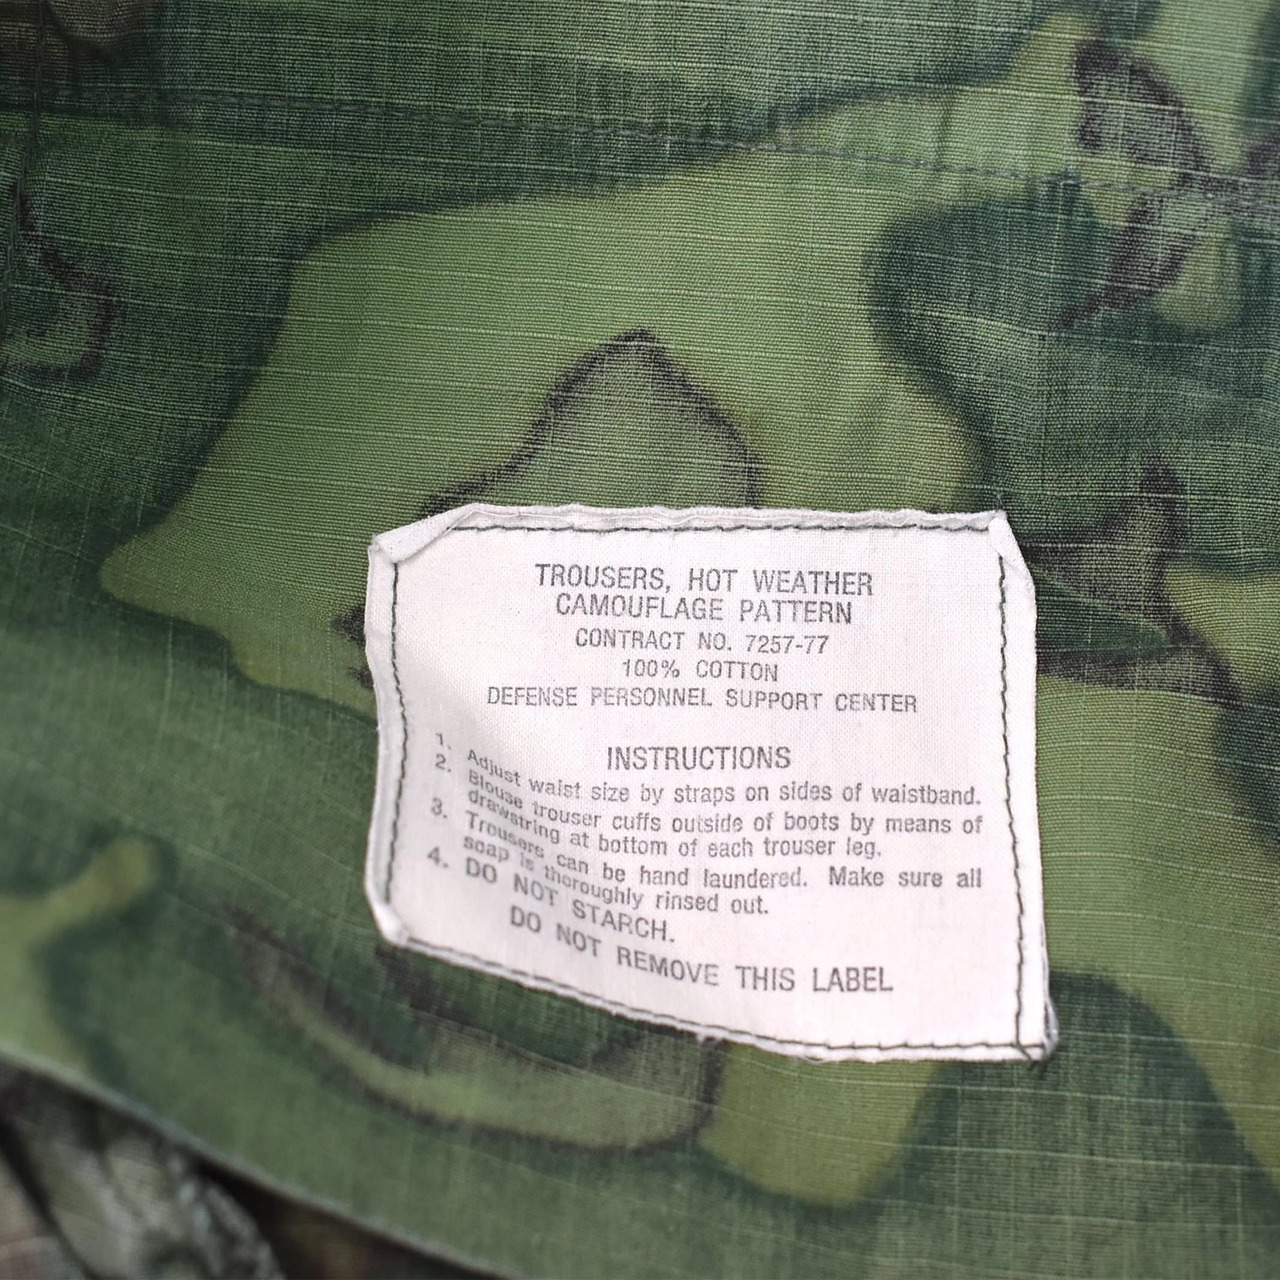 TROUSERS, HOT WEATHER
CAMOUFLAGE PATTERN
CONTRACT NO. 7257-77
100% COTTON
DEFENSE PERSONNEL SUPPORT CENTER
INSTRUCTIONS
1. Adjust waist size by straps on sides of waistband.
2. Blouse trouser cuffs outside of boots by means of
drawstring at bottom of each trouser leg.
3. Trousers can be hand laundered. Make sure all
soap is thoroughly rinsed out.
4. DO NOT STARCH.
DO NOT REMOVE THIS LABEL